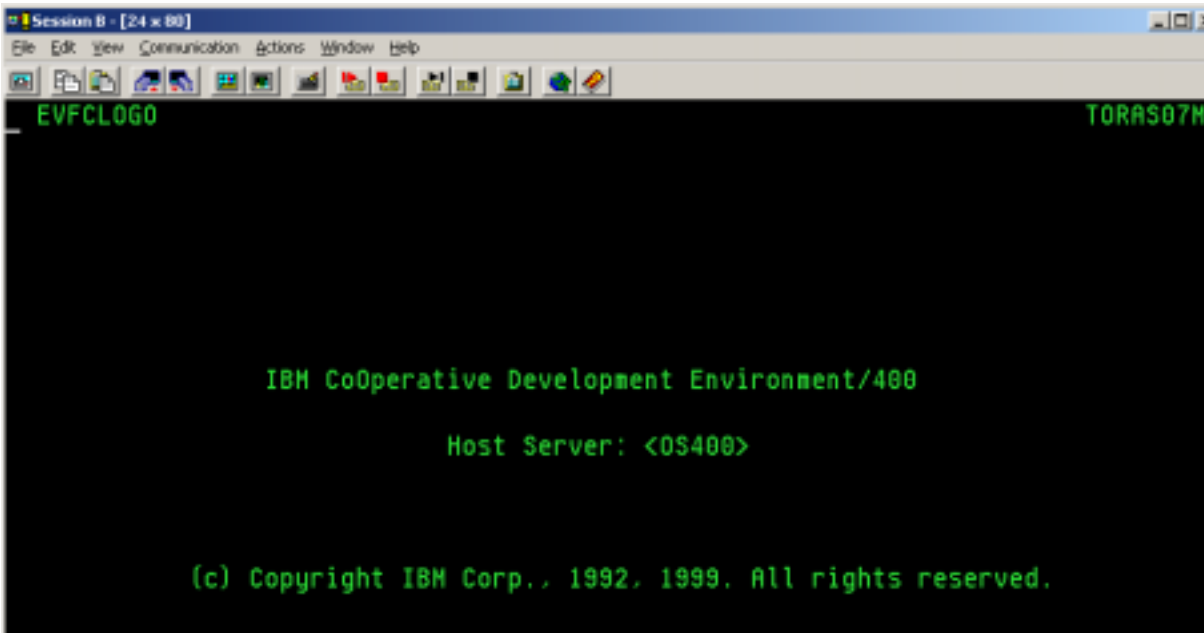 Session B - [24 x 80]
File Edit View Communication Actions Window Help
EVFCLOGO TORAS07M
IBM CoOperative Development Environment/400
Host Server: <OS400>
(c) Copyright IBM Corp., 1992, 1999. All rights reserved.